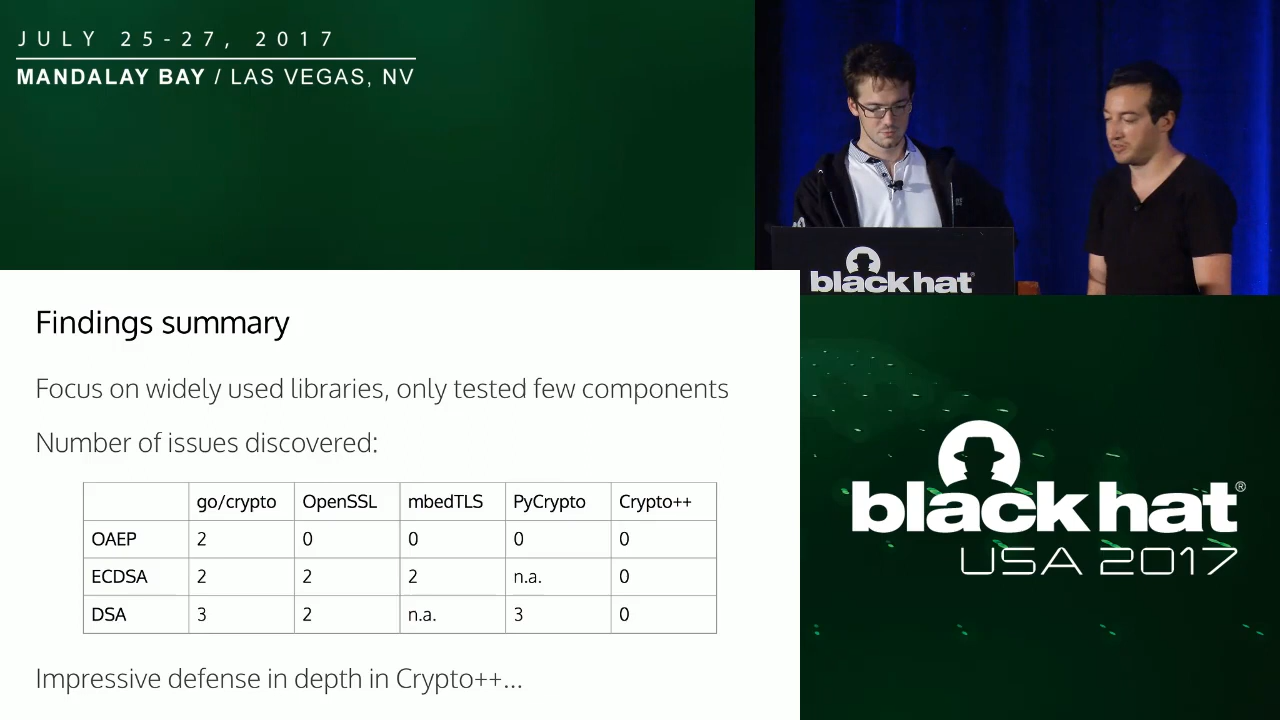 JULY 25-27, 2017
MANDALAY BAY / LAS VEGAS, NV
black hat
Findings summary
Focus on widely used libraries, only tested few components
Number of issues discovered:
go/crypto OpenSSL mbedTLS PyCrypto Crypto++
OAEP 2 0 0 0 0
ECDSA 2 2 2 n.a. 0
DSA 3 2 n.a. 3 0
Impressive defense in depth in Crypto++...
black hat®
USA 2017